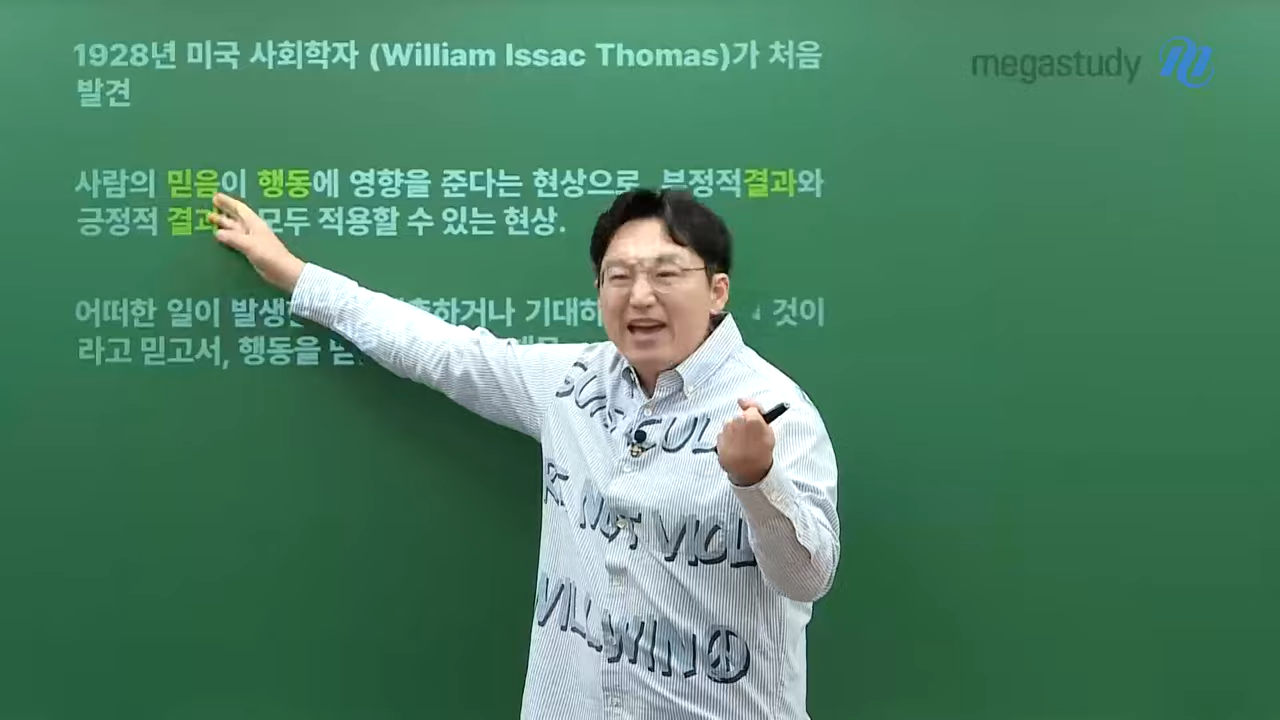 1928년 미국 사회학자 (William Issac Thomas)가 처음
발견
megastudy
사람의 믿음이 행동에 영향을 준다는 현상으로, 부정적결과와
긍정적 결과 모두 적용할 수 있는 현상.
어떠한 일이 발생 하거나 기대 것이
라고 믿고서, 행동을
NOT
WIN